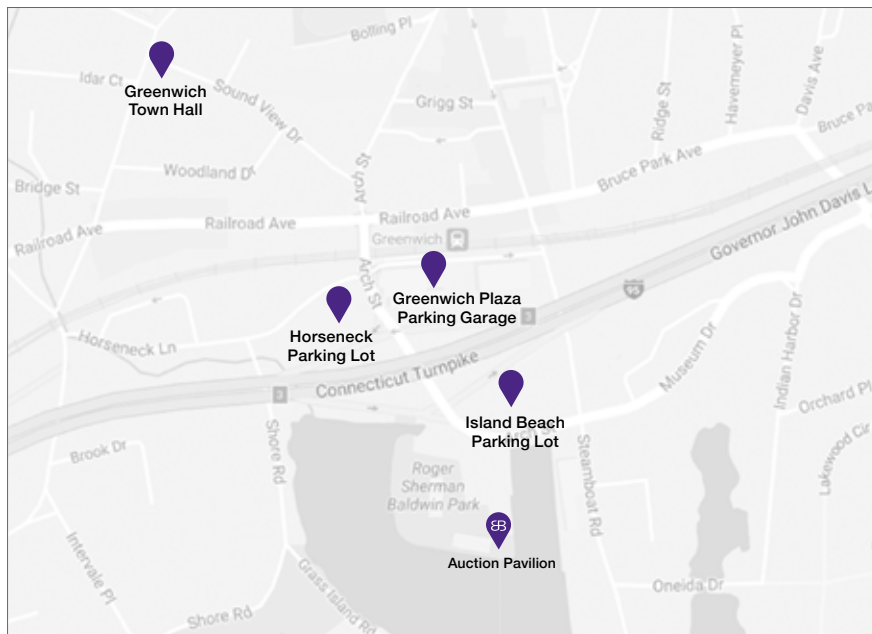 Bolling Pl
Idar Ct
Greenwich
Town Hall
Sound View Dr
Grigg St
Ridge St
Havemeyer Pl
Davis Ave
Bruce Pa
Arch St
Woodland Dr
Bridge St
Bruce Park Ave
Railroad Ave
Railroad Ave
Railroad Ave
Greenwich
Governor John Davis L
Arch St
Greenwich Plaza
Parking Garage
3
95
Horseneck
Parking Lot
Horseneck Ln
Connecticut Turnpike
3
Museum Dr
Indian Harbor Dr
Island Beach
Parking Lot
Arch St
Orchard Pl
Lakewood Cir
Shore Rd
Steamboat Rd
Brook Dr
Roger
Sherman
Baldwin Park
BB
Auction Pavilion
Intervale Pl
Grass Island Rd
Oneida Dr
Shore Rd